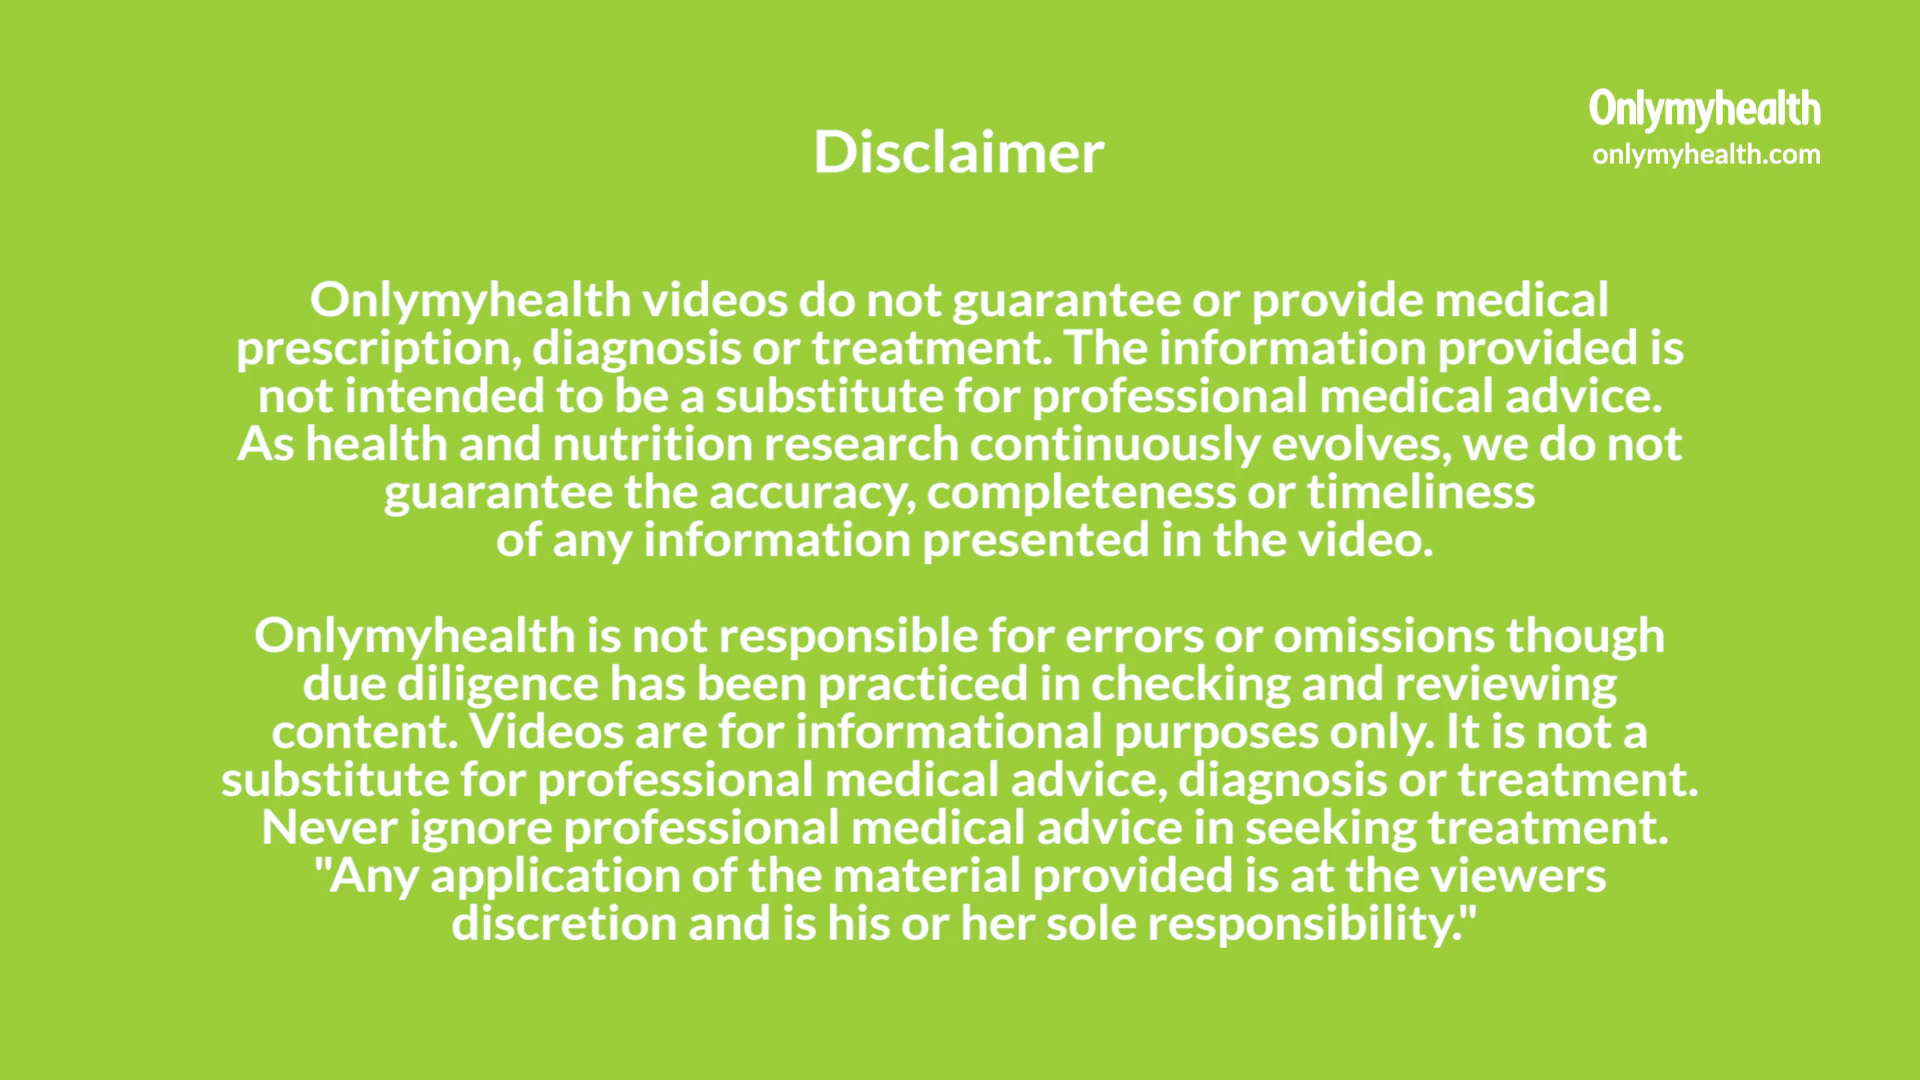 Onlymyhealth
onlymyhealth.com
Disclaimer
Onlymyhealth videos do not guarantee or provide medical
prescription, diagnosis or treatment. The information provided is
not intended to be a substitute for professional medical advice.
As health and nutrition research continuously evolves, we do not
guarantee the accuracy, completeness or timeliness
of any information presented in the video.
Onlymyhealth is not responsible for errors or omissions though
due diligence has been practiced in checking and reviewing
content. Videos are for informational purposes only. It is not a
substitute for professional medical advice, diagnosis or treatment.
Never ignore professional medical advice in seeking treatment.
"Any application of the material provided is at the viewers
discretion and is his or her sole responsibility."